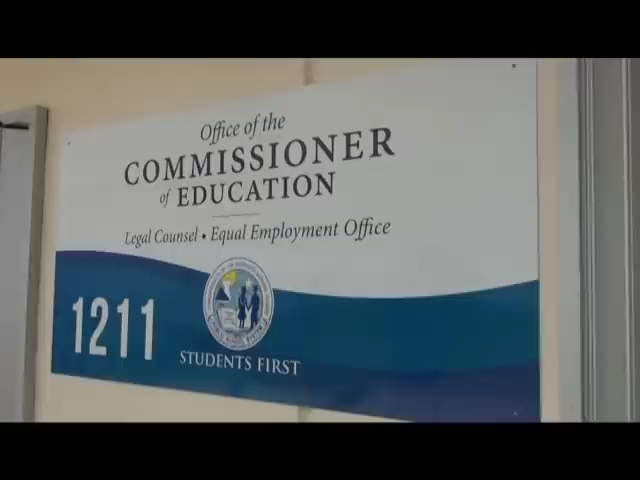 Office of the
COMMISSIONER
of EDUCATION
Legal Counsel • Equal Employment Office
1211
STUDENTS FIRST